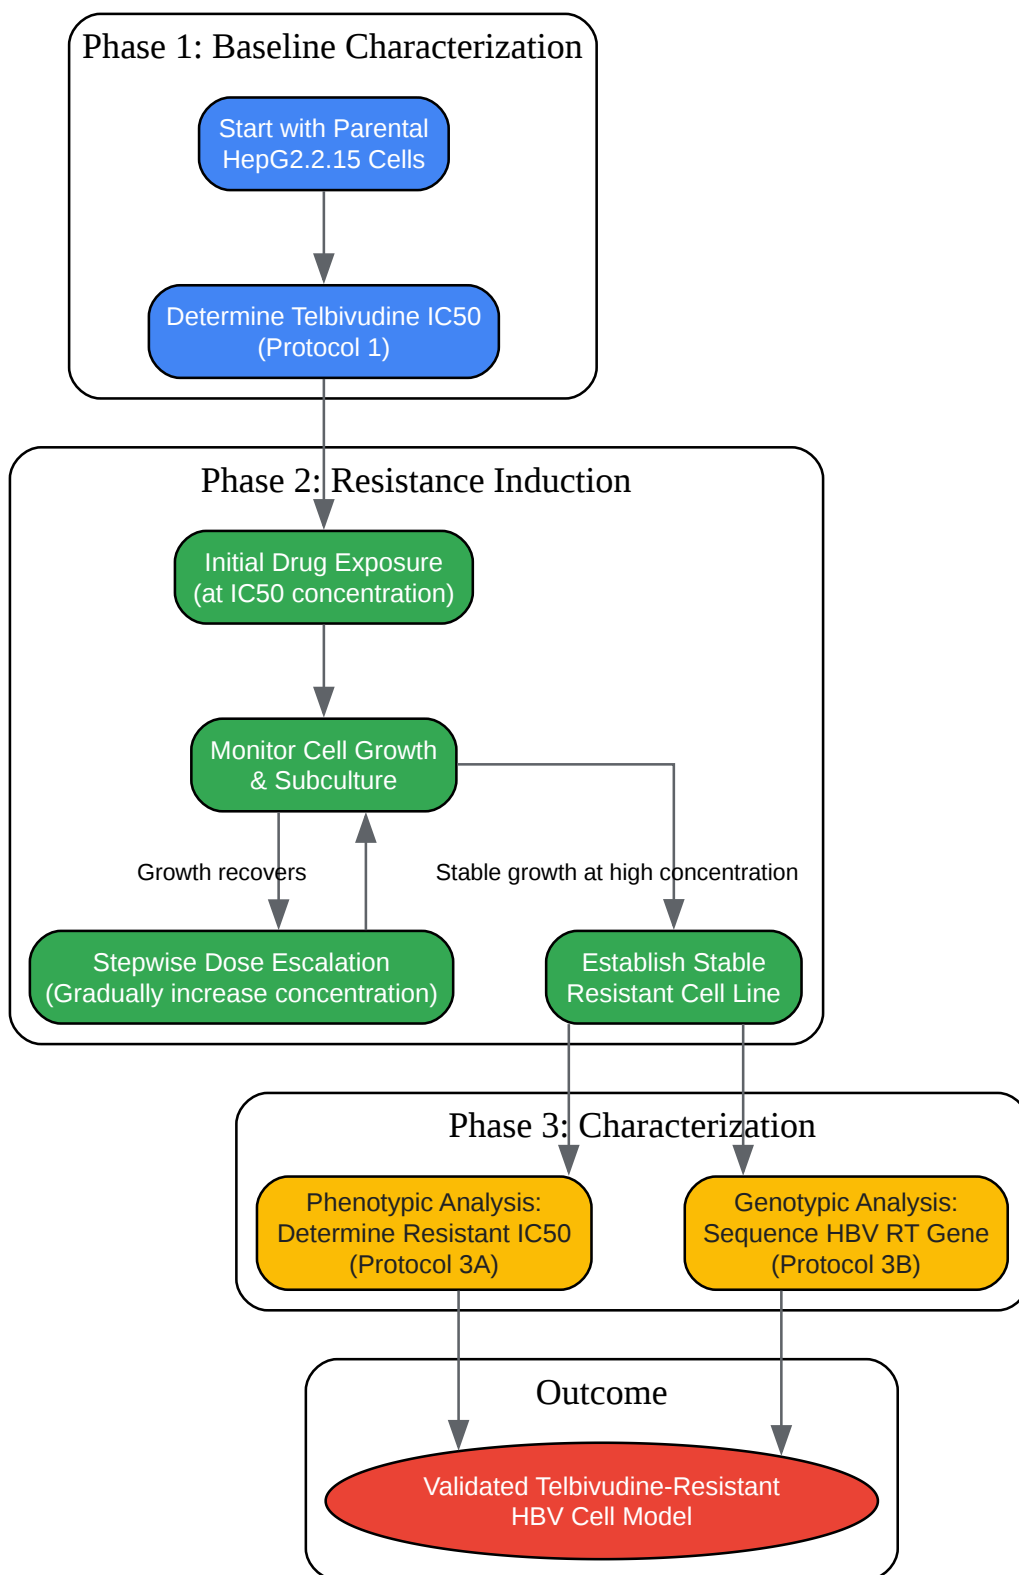 Phase 1: Baseline Characterization
Start with Parental
HepG2.2.15 Cells
Determine Telbivudine IC50
(Protocol 1)
Phase 2: Resistance Induction
Initial Drug Exposure
(at IC50 concentration)
Monitor Cell Growth
& Subculture
Growth recovers
Stable growth at high concentration
Stepwise Dose Escalation
(Gradually increase concentration)
Establish Stable
Resistant Cell Line
Phase 3: Characterization
Phenotypic Analysis:
Determine Resistant IC50
(Protocol 3A)
Genotypic Analysis:
Sequence HBV RT Gene
(Protocol 3B)
Outcome
Validated Telbivudine-Resistant
HBV Cell Model